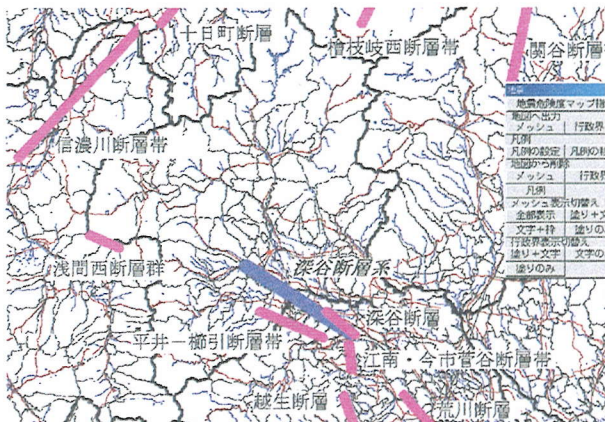 十日町断層
檜枝岐西断層帯
関谷断層
信濃川断層帯
地震
地震危険度マップ
地図へ出力
メッシュ 行政界
凡例
凡例の設定 凡例の
地図から削除
メッシュ 行政界
凡例
メッシュ表示切替え
全部表示 塗り+文
文字+枠 塗りの
行政界表示切替え
塗り+文字 文字の
塗りのみ
浅間西断層群
深谷断層系
深谷断層
平井-櫛引断層帯
江南・今市菅谷断層帯
越生断層
荒川断層